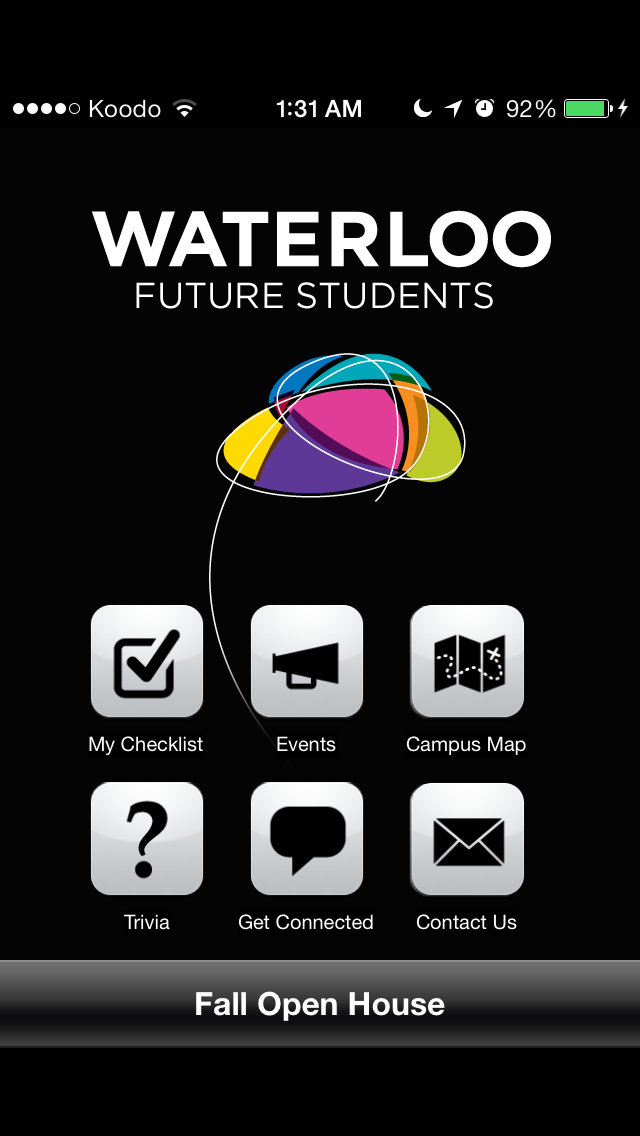 Koodo 1:31 AM 92%
WATERLOO
FUTURE STUDENTS
My Checklist Events Campus Map
Trivia Get Connected Contact Us
Fall Open House